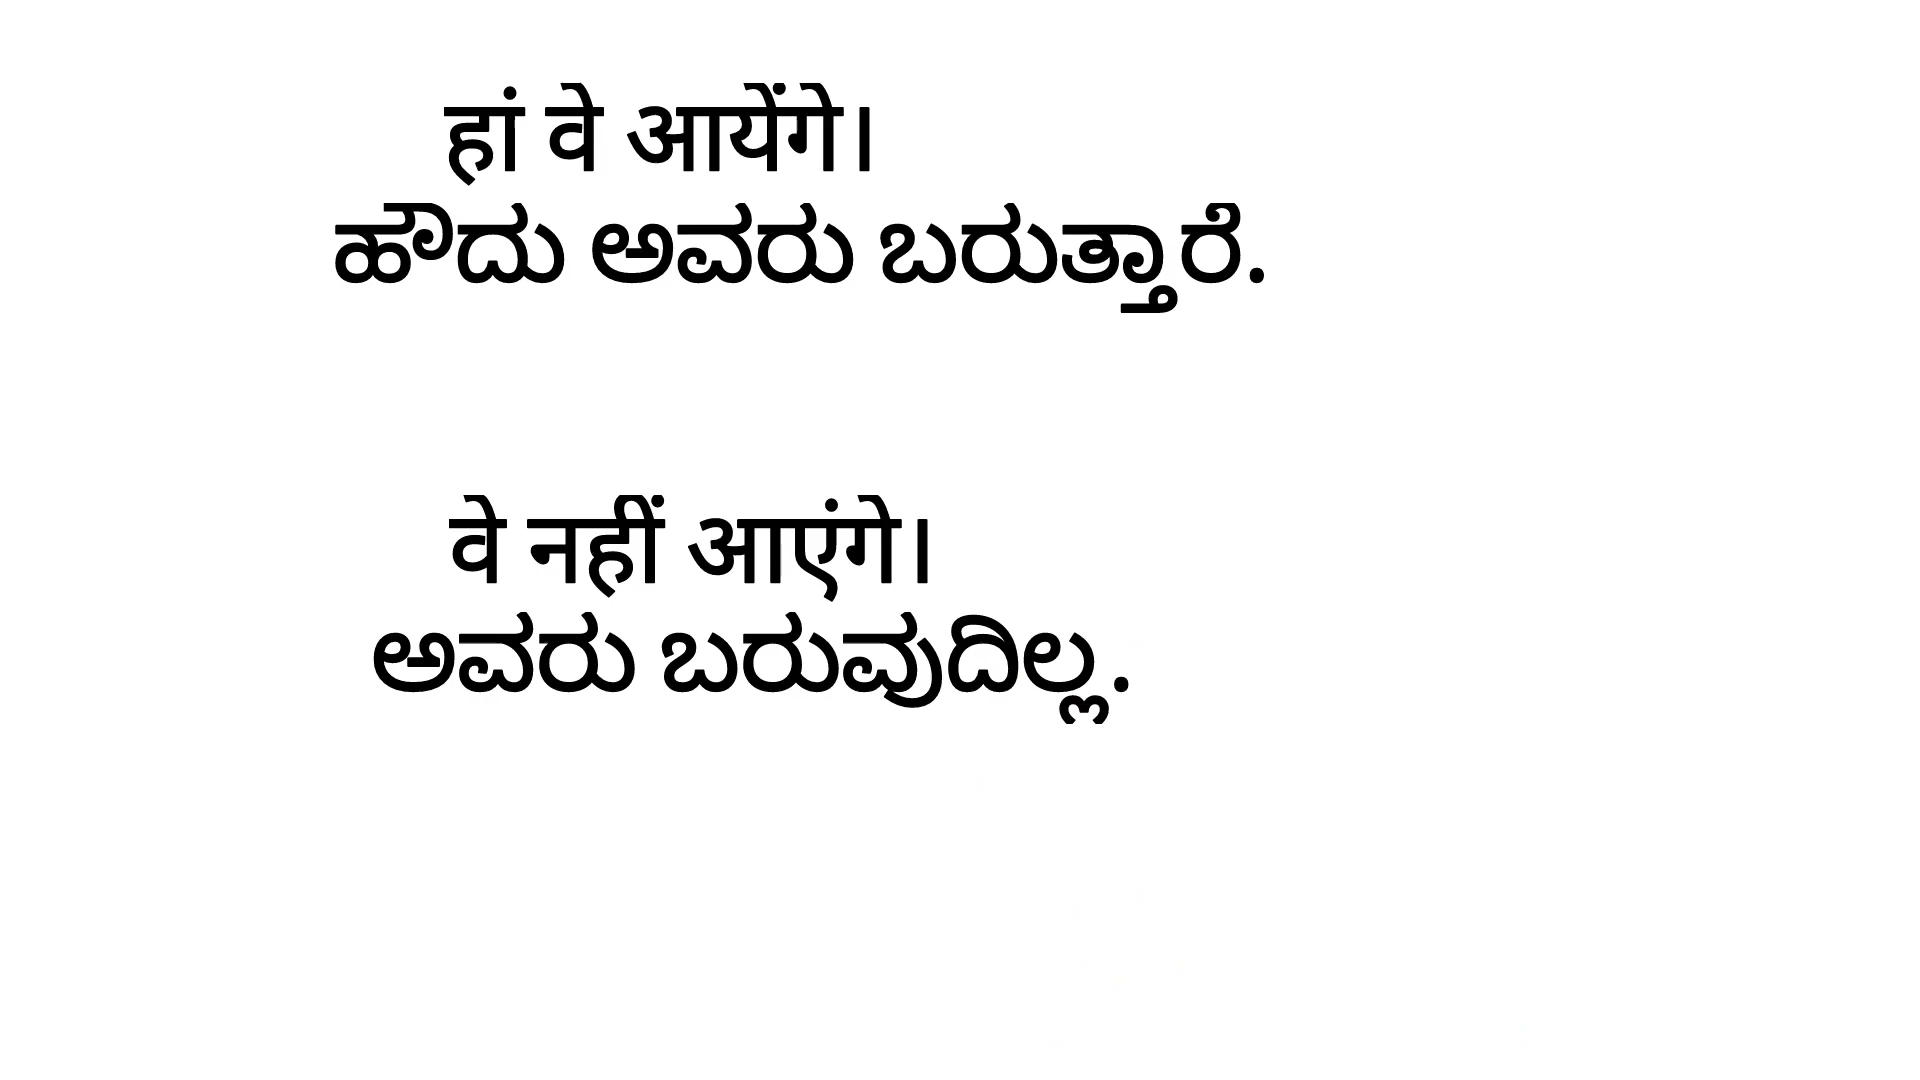 हां वे आयेंगे।
ಹೌದು ಅವರು ಬರುತ್ತಾರೆ.
वे नहीं आएंगे।
ಅವರು ಬರುವುದಿಲ್ಲ.